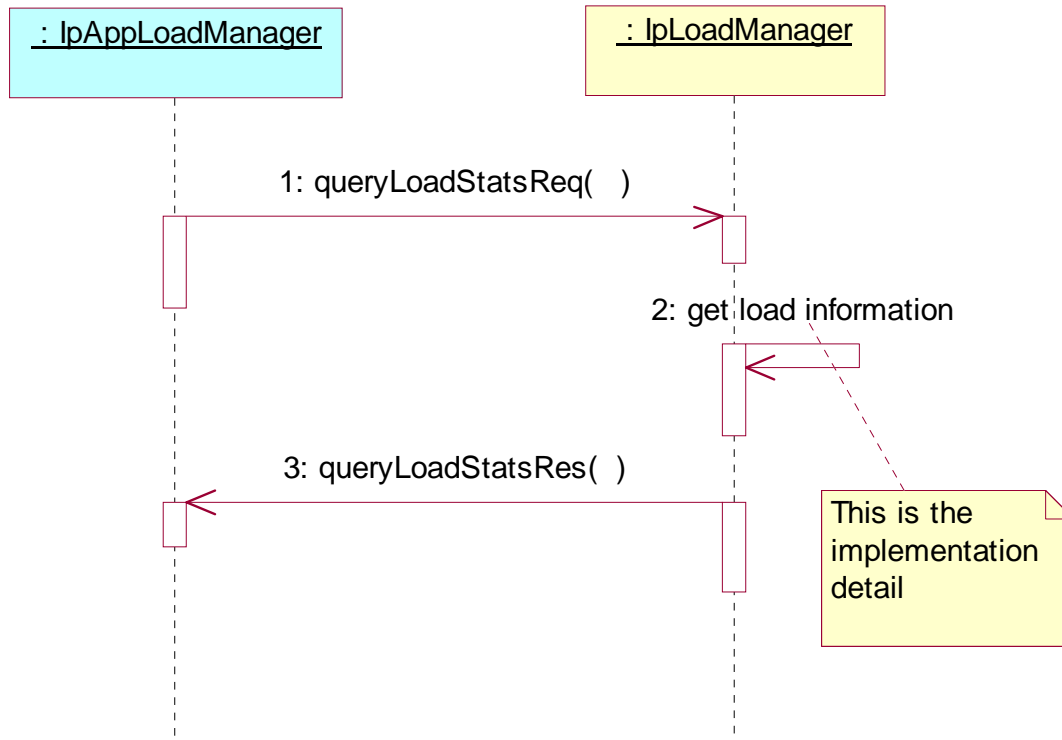 : IpAppLoadManager
: IpLoadManager
1: queryLoadStatsReq(   )
2: get load information
3: queryLoadStatsRes(  )
This is the
implementation
detail